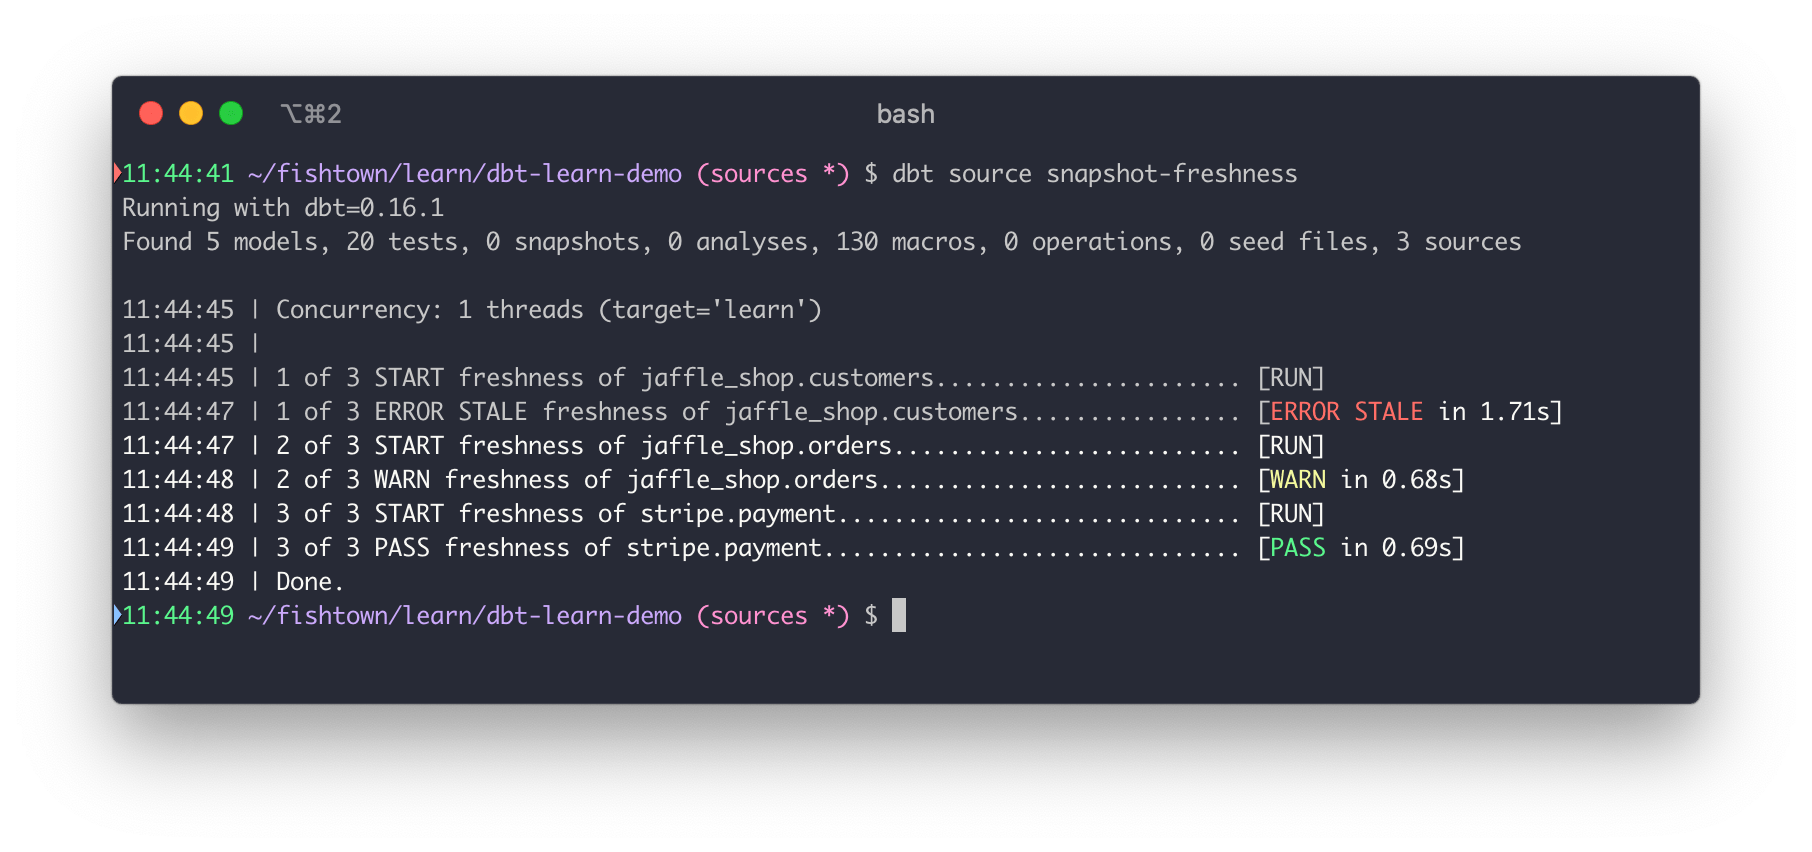 ⌥⌘2 bash
11:44:41 ~/fishtown/learn/dbt-learn-demo (sources *) $ dbt source snapshot-freshness
Running with dbt=0.16.1
Found 5 models, 20 tests, 0 snapshots, 0 analyses, 130 macros, 0 operations, 0 seed files, 3 sources
11:44:45 | Concurrency: 1 threads (target='learn')
11:44:45 |
11:44:45 | 1 of 3 START freshness of jaffle_shop.customers...................... [RUN]
11:44:47 | 1 of 3 ERROR STALE freshness of jaffle_shop.customers................ [ERROR STALE in 1.71s]
11:44:47 | 2 of 3 START freshness of jaffle_shop.orders......................... [RUN]
11:44:48 | 2 of 3 WARN freshness of jaffle_shop.orders.......................... [WARN in 0.68s]
11:44:48 | 3 of 3 START freshness of stripe.payment............................. [RUN]
11:44:49 | 3 of 3 PASS freshness of stripe.payment.............................. [PASS in 0.69s]
11:44:49 | Done.
11:44:49 ~/fishtown/learn/dbt-learn-demo (sources *) $